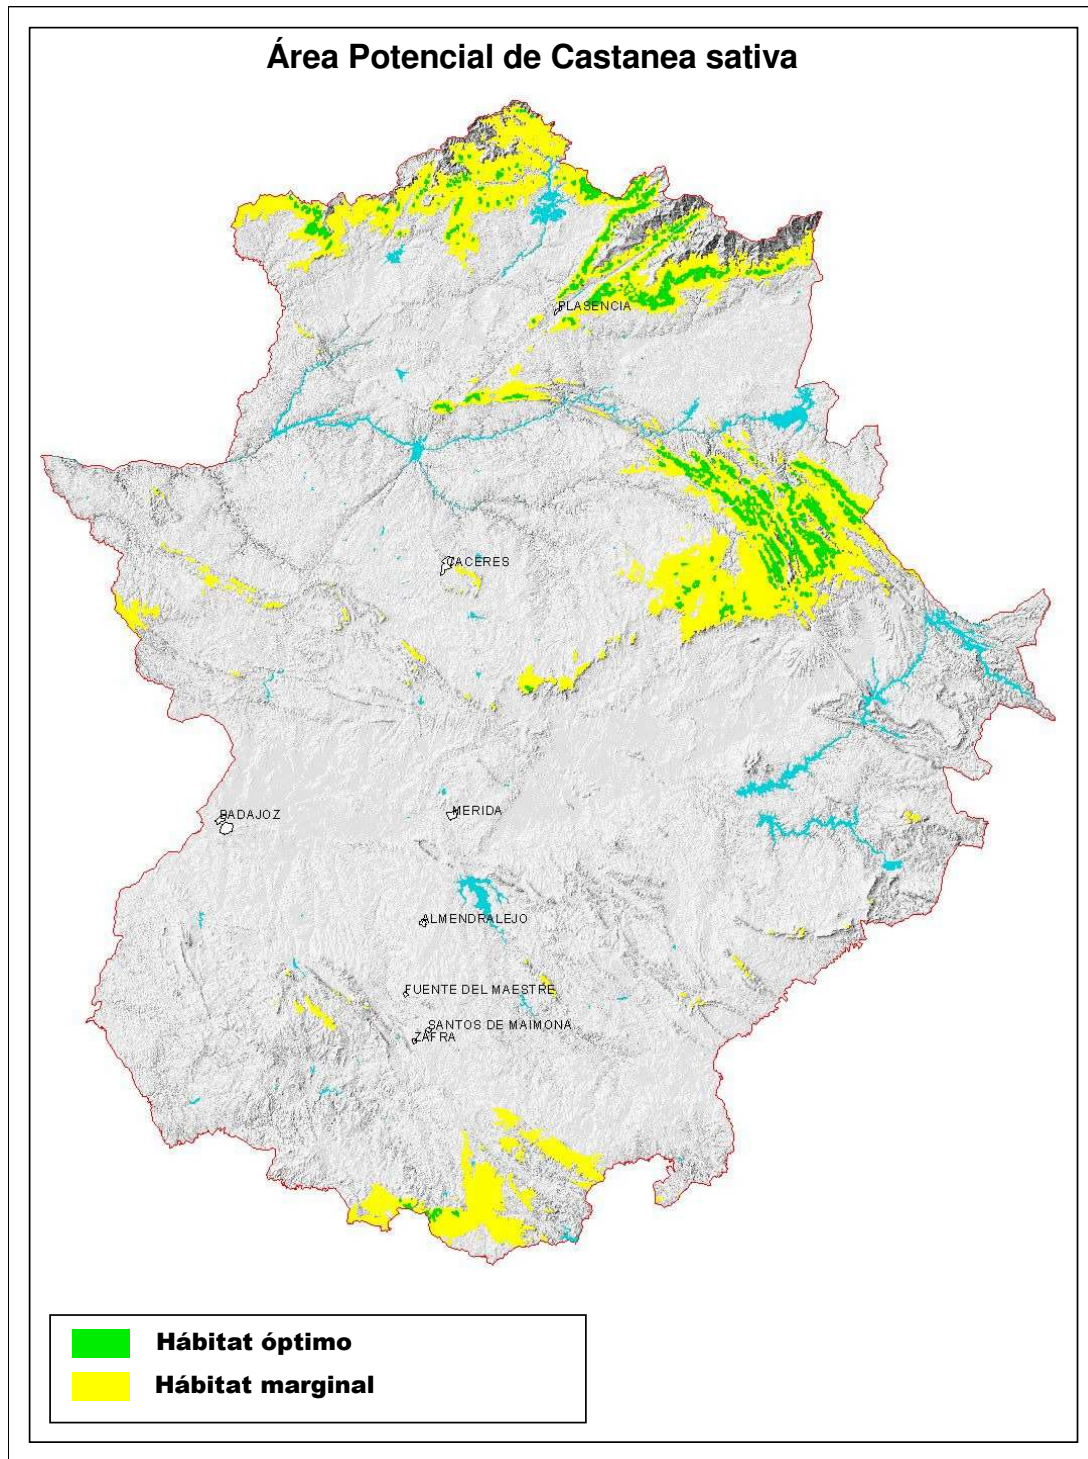 Área Potencial de Castanea sativa
PLASENCIA
CACERES
BADAJOZ
MERIDA
ALMENDRALEJO
FUENTE DEL MAESTRE
SANTOS DE MAIMONA
ZAFRA
Hábitat óptimo
Hábitat marginal